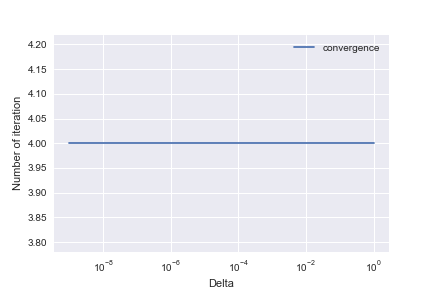 4.20
4.15
4.10
4.05
4.00
3.95
3.90
3.85
3.80
Number of iteration
convergence
10⁻⁸ 10⁻⁶ 10⁻⁴ 10⁻² 10⁰
Delta